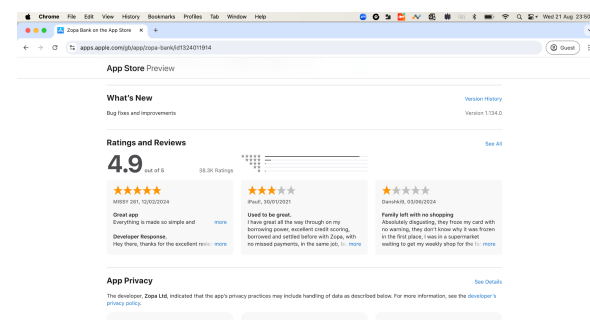 Chrome File Edit View History Bookmarks Profiles Tab Window Help Wed 21 Aug 23:50
Zopa Bank on the App Store
apps.apple.com/gb/app/zopa-bank/id1324011914 Guest
App Store Preview
What's New Version History
Bug fixes and improvements Version 1.134.0
Ratings and Reviews See All
4.9 out of 5 38.3K Ratings
MISSY 261, 12/02/2024
Great app
Everything is made so simple and more
Developer Response,
Hey there, thanks for the excellent more
iPaull, 30/01/2021
Used to be great.
I have great all the way through on my
borrowing power, excellent credit scoring,
borrowed and settled before with Zopa, with
no missed payments, in the same job, more
Danshk8, 03/06/2024
Family left with no shopping
Absolutely disgusting, they froze my card with
no warning, they don't know why it was frozen
in the first place, I was in a supermarket
waiting to get my weekly shop for the more
App Privacy See Details
The developer, Zopa Ltd, indicated that the app's privacy practices may include handling of data as described below. For more information, see the developer's
privacy policy.